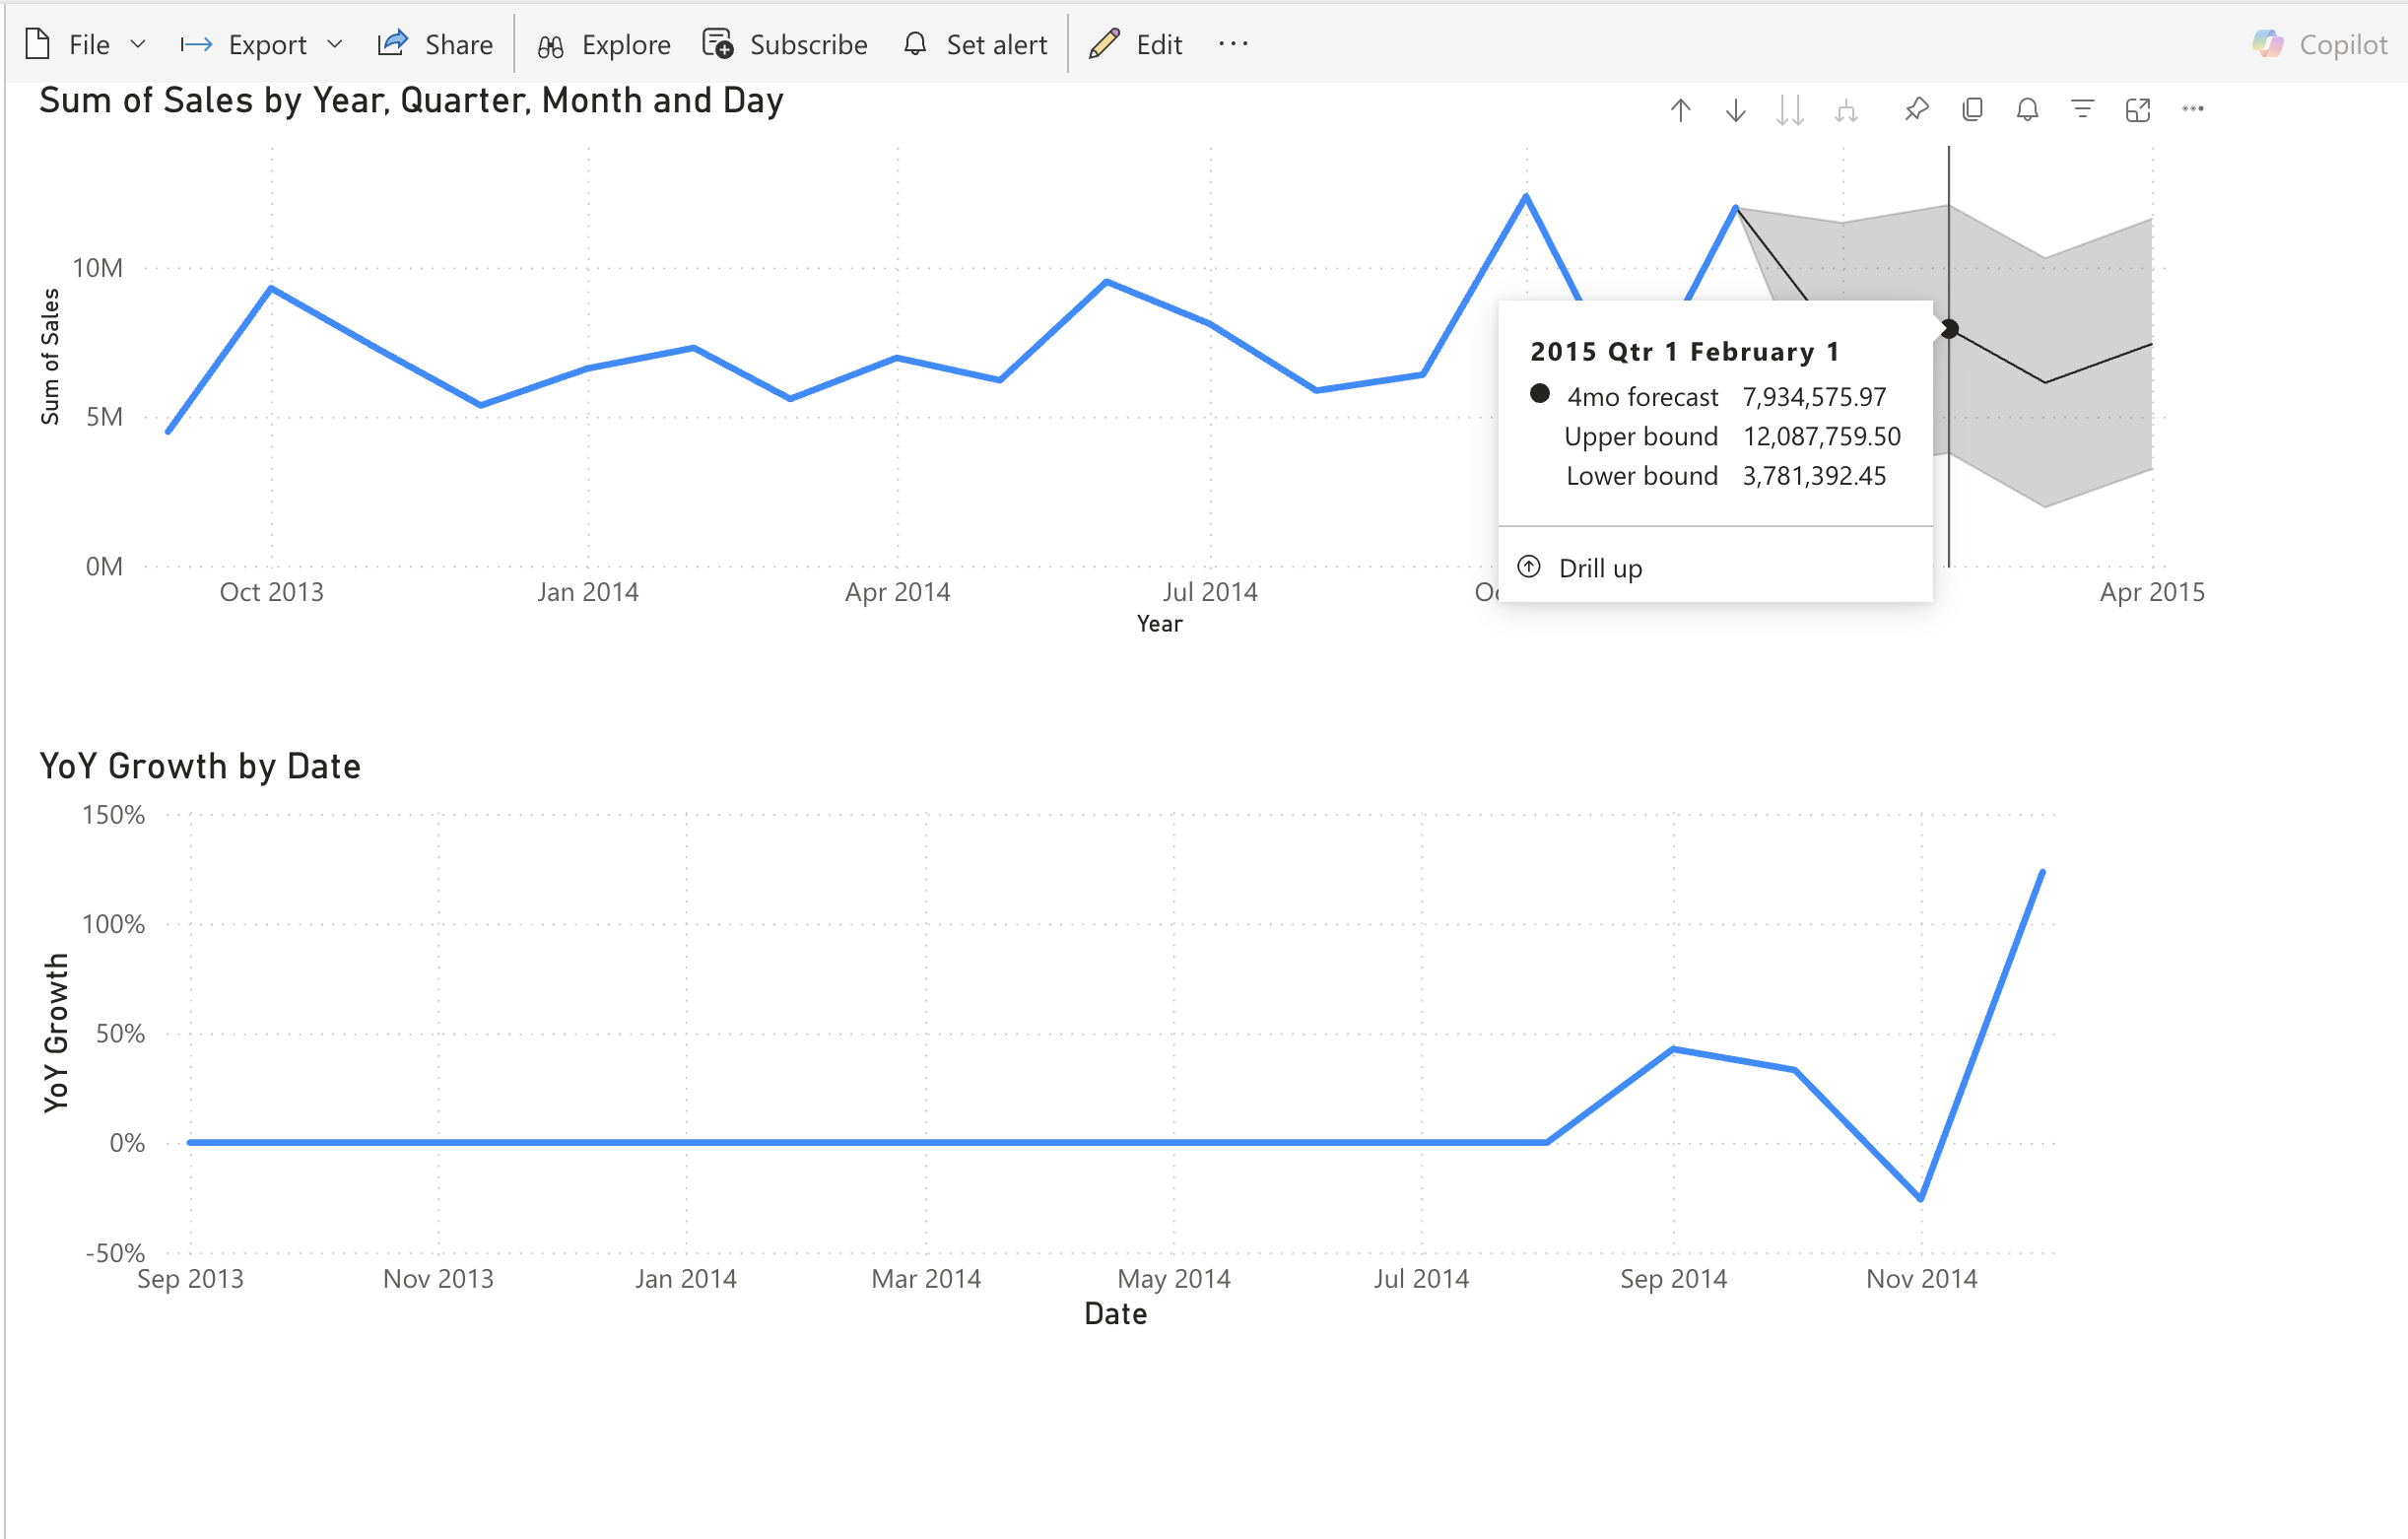 File Export Share Explore Subscribe Set alert Edit ... Copilot
Sum of Sales by Year, Quarter, Month and Day
10M
5M
0M
Sum of Sales
2015 Qtr 1 February 1
4mo forecast 7,934,575.97
Upper bound 12,087,759.50
Lower bound 3,781,392.45
Drill up
Oct 2013 Jan 2014 Apr 2014 Jul 2014 Apr 2015
Year
YoY Growth by Date
150%
100%
50%
0%
-50%
YoY Growth
Sep 2013 Nov 2013 Jan 2014 Mar 2014 May 2014 Jul 2014 Sep 2014 Nov 2014
Date